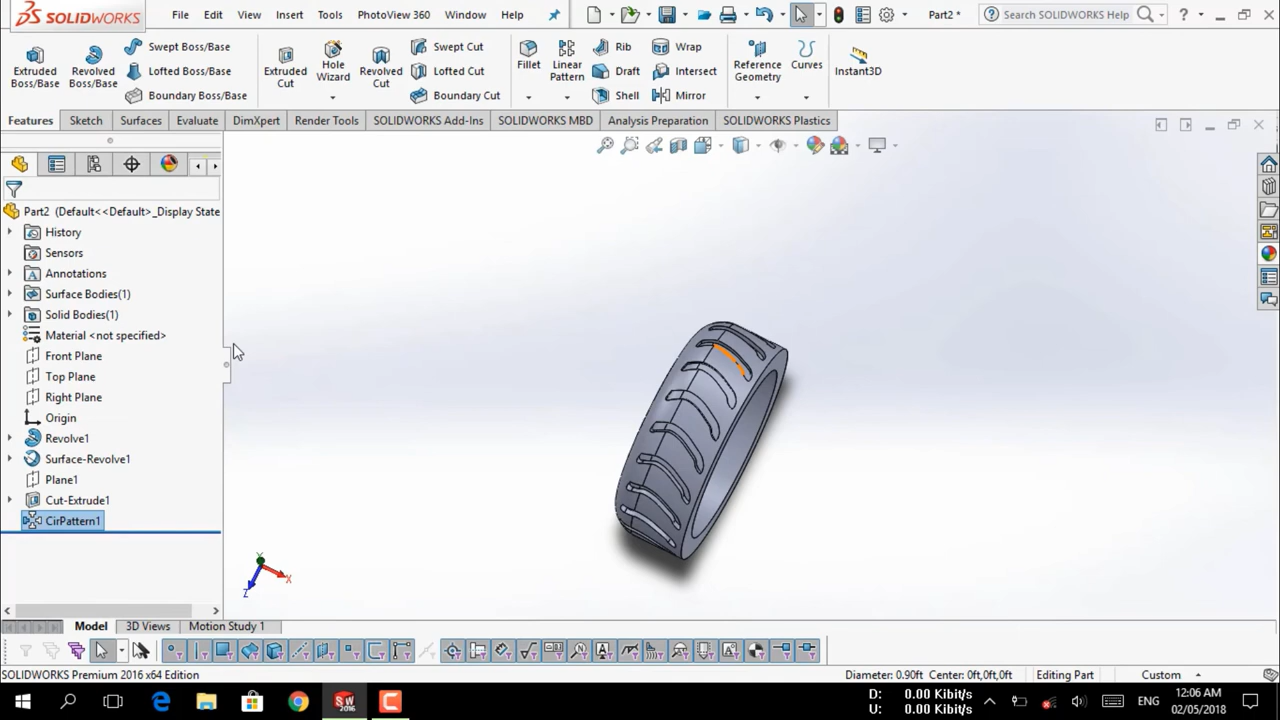 SOLIDWORKS File Edit View Insert Tools PhotoView 360 Window Help Part2 * Search SOLIDWORKS Help ?
Extruded Boss/Base Revolved Boss/Base Swept Boss/Base Lofted Boss/Base Boundary Boss/Base Extruded Cut Hole Wizard Revolved Cut Swept Cut Lofted Cut Boundary Cut Fillet Linear Pattern Rib Draft Shell Wrap Intersect Mirror Reference Geometry Curves Instant3D
Features Sketch Surfaces Evaluate DimXpert Render Tools SOLIDWORKS Add-Ins SOLIDWORKS MBD Analysis Preparation SOLIDWORKS Plastics
Part2 (Default<<Default>_Display State
History
Sensors
Annotations
Surface Bodies(1)
Solid Bodies(1)
Material <not specified>
Front Plane
Top Plane
Right Plane
Origin
Revolve1
Surface-Revolve1
Plane1
Cut-Extrude1
CirPattern1
Y
X
Z
Model 3D Views Motion Study 1
SOLIDWORKS Premium 2016 x64 Edition Diameter: 0.90ft Center: 0ft,0ft,0ft Editing Part Custom
D: 0.00 Kibit/s
U: 0.00 Kibit/s
ENG
12:06 AM
02/05/2018